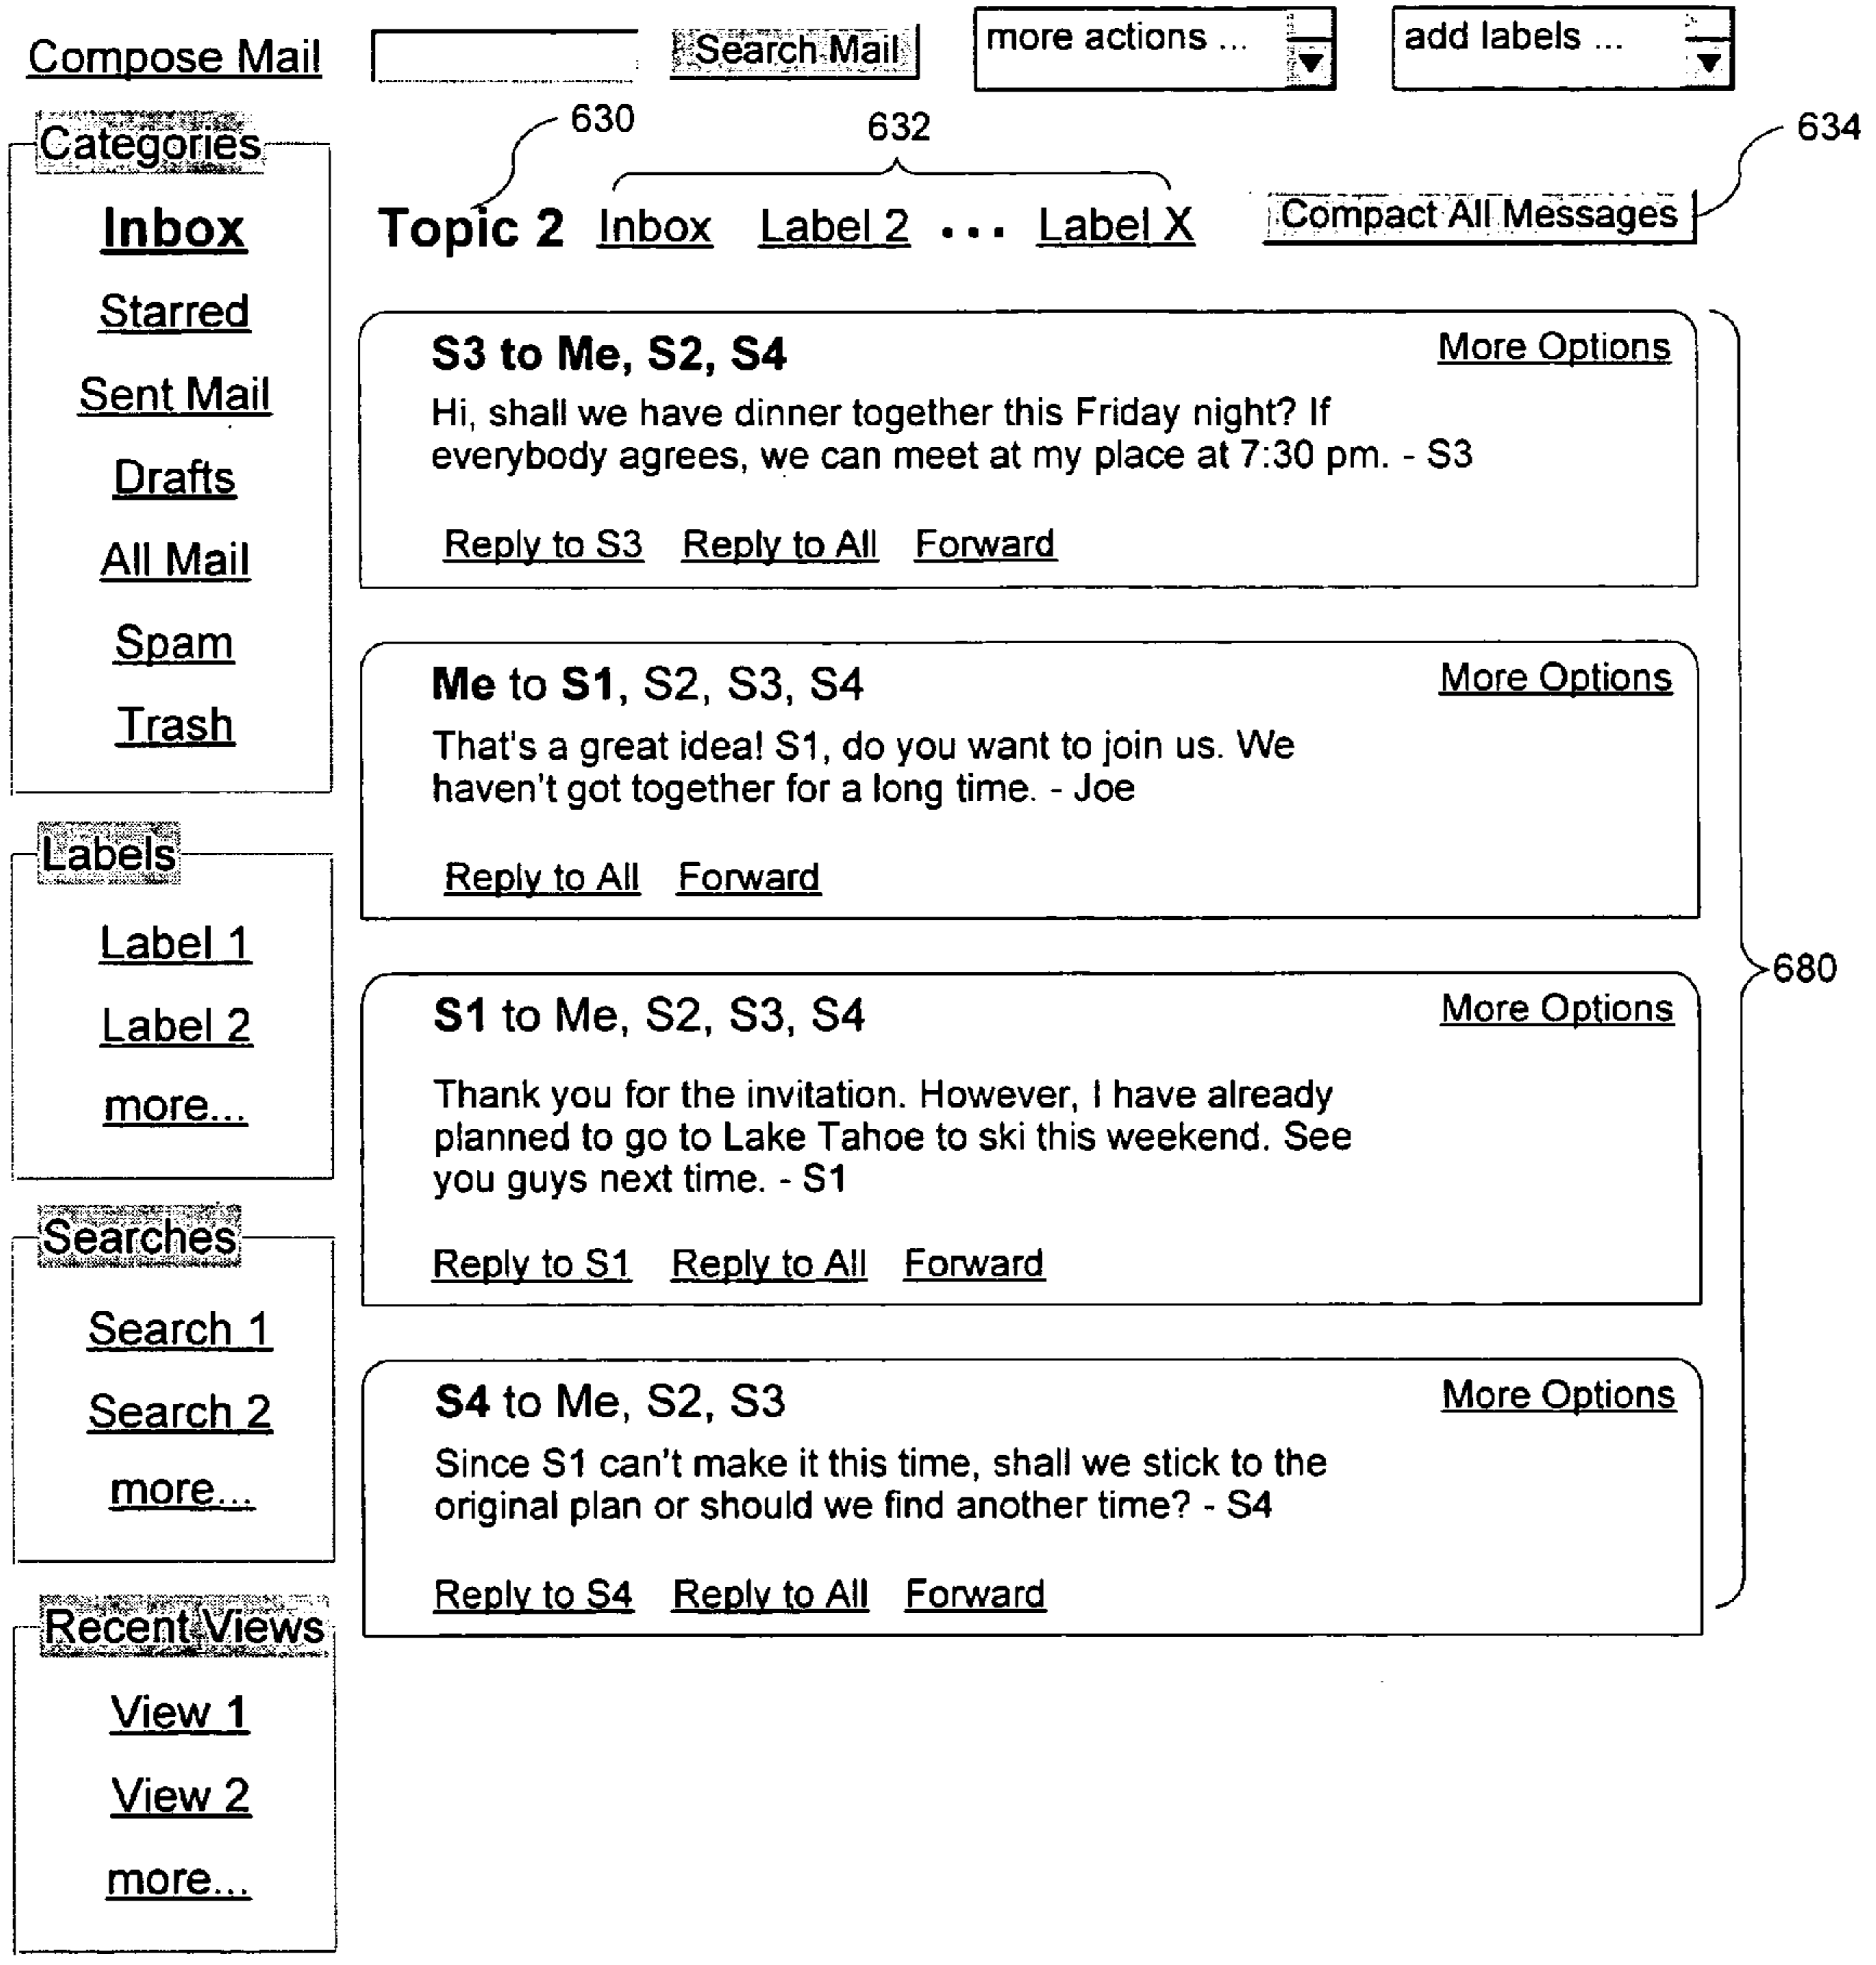 Compose Mail
Search Mail
more actions ...
add labels ...
630
632
634
Categories
Inbox
Starred
Sent Mail
Drafts
All Mail
Spam
Trash
Labels
Label 1
Label 2
more...
Searches
Search 1
Search 2
more...
Recent Views
View 1
View 2
more...
Topic 2 Inbox Label 2 ... Label X Compact All Messages
S3 to Me, S2, S4 More Options
Hi, shall we have dinner together this Friday night? If
everybody agrees, we can meet at my place at 7:30 pm. - S3
Reply to S3 Reply to All Forward
Me to S1, S2, S3, S4 More Options
That's a great idea! S1, do you want to join us. We
haven't got together for a long time. - Joe
Reply to All Forward
680
S1 to Me, S2, S3, S4 More Options
Thank you for the invitation. However, I have already
planned to go to Lake Tahoe to ski this weekend. See
you guys next time. - S1
Reply to S1 Reply to All Forward
S4 to Me, S2, S3 More Options
Since S1 can't make it this time, shall we stick to the
original plan or should we find another time? - S4
Reply to S4 Reply to All Forward